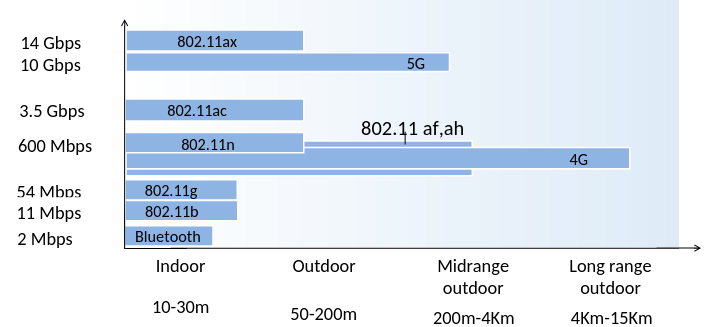 14 Gbps
802.11ax
10 Gbps
5G
3.5 Gbps
802.11ac
802.11 af,ah
600 Mbps
802.11n
4G
54 Mbps
802.11g
11 Mbps
802.11b
2 Mbps
Bluetooth
Indoor
Outdoor
Midrange
outdoor
Long range
outdoor
10-30m
50-200m
200m-4Km
4Km-15Km